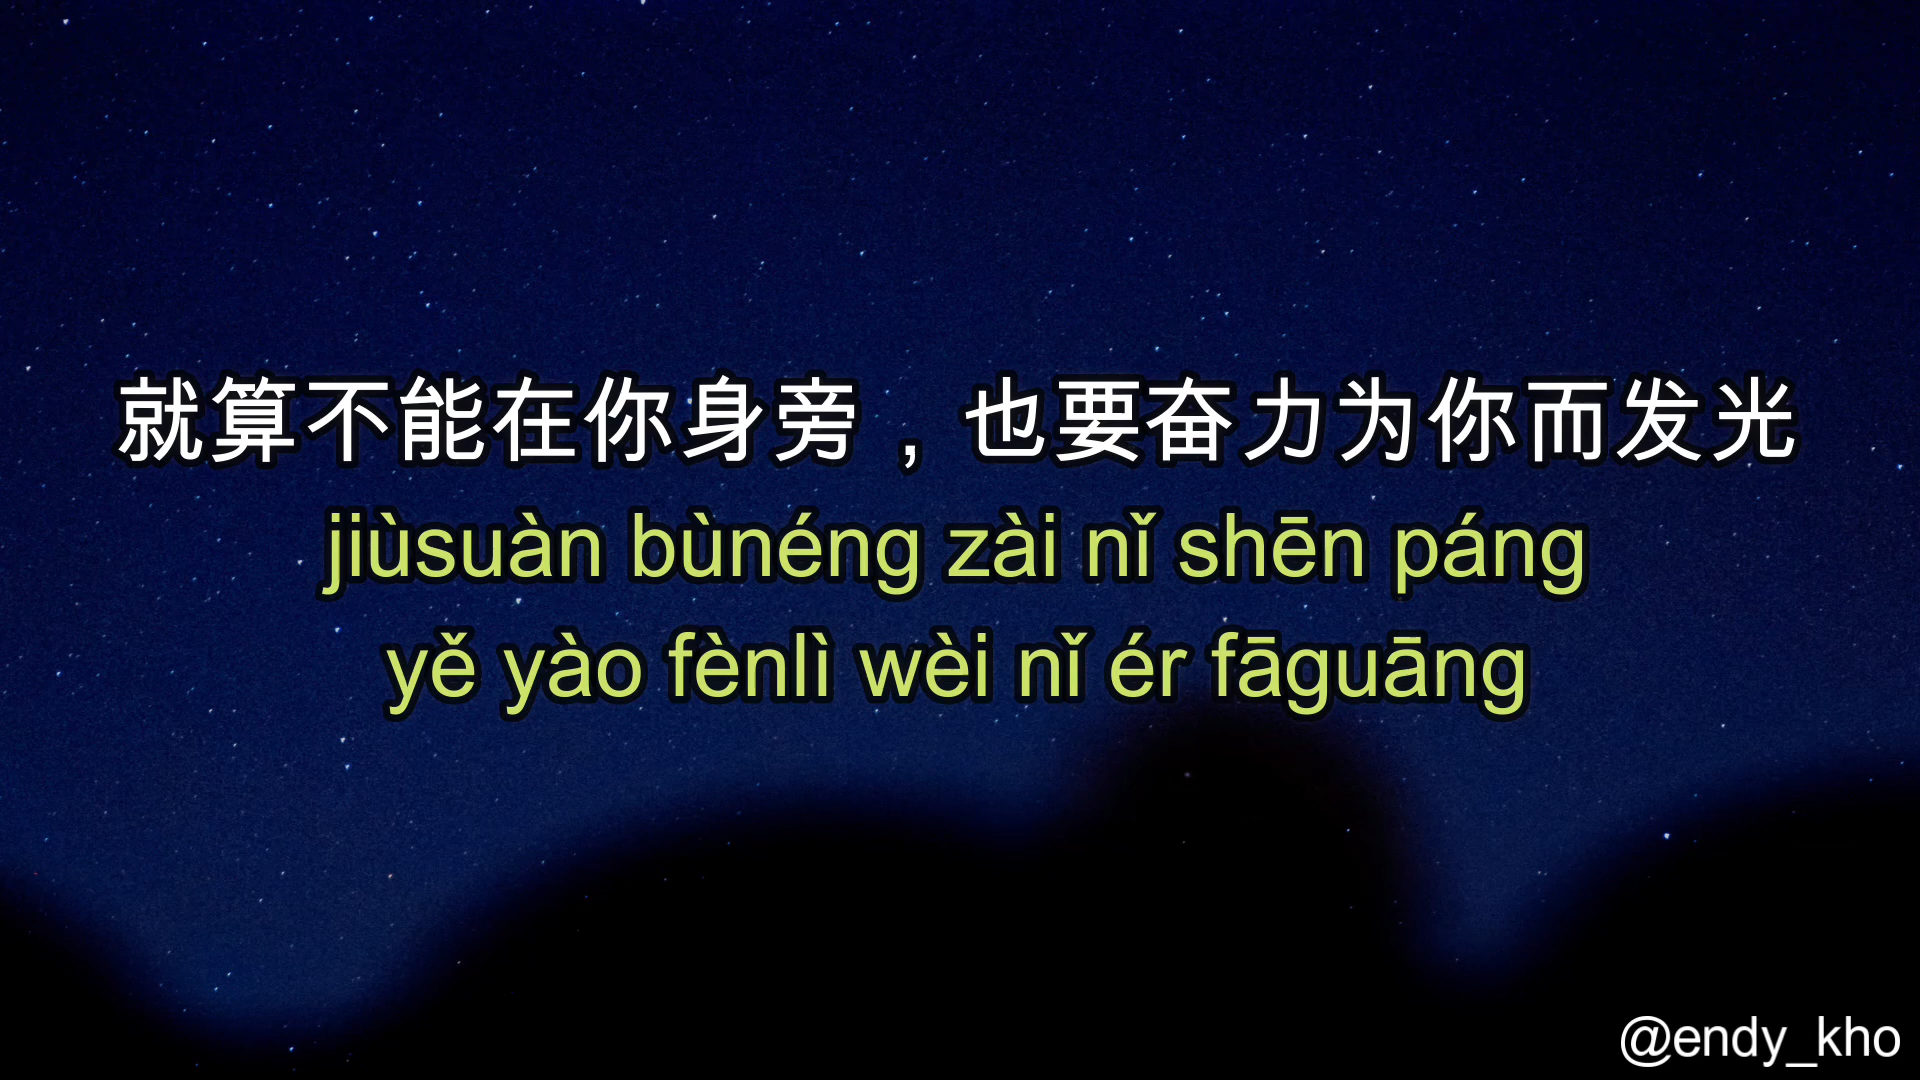 就算不能在你身旁，也要奋力为你而发光
jiùsuàn bùnéng zài nǐ shēn páng
yě yào fènlì wèi nǐ ér fāguāng
@endy_kho